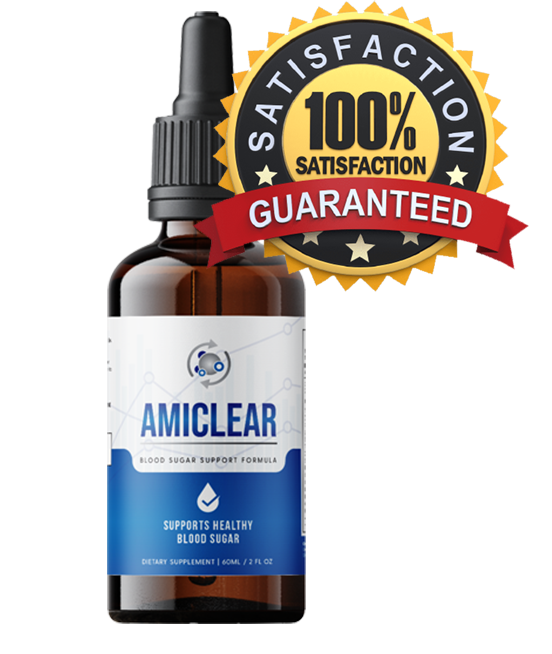 SATISFACTION
100%
SATISFACTION
GUARANTEED
AMICLEAR
BLOOD SUGAR SUPPORT FORMULA
SUPPORTS HEALTHY
BLOOD SUGAR
DIETARY SUPPLEMENT | 60ML / 2 FL OZ